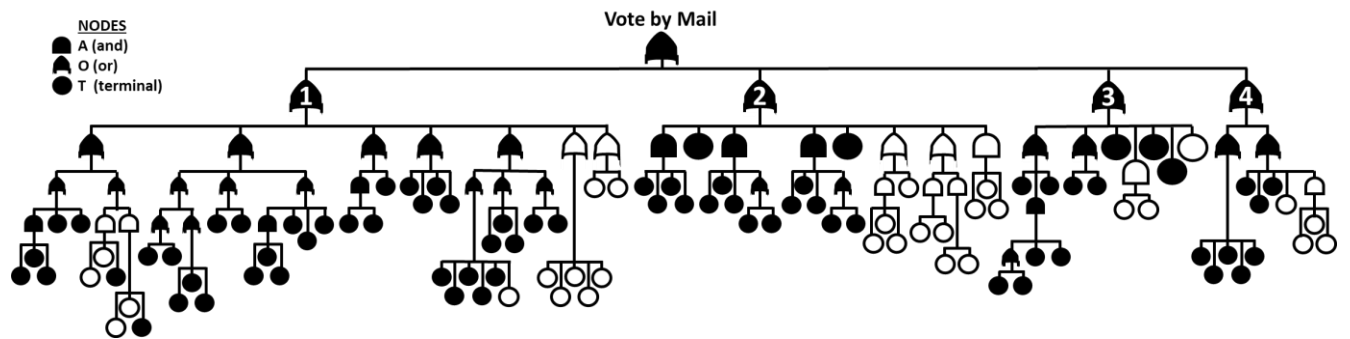 Vote by Mail
NODES
A (and)
O (or)
T (terminal)
1
2
3
4